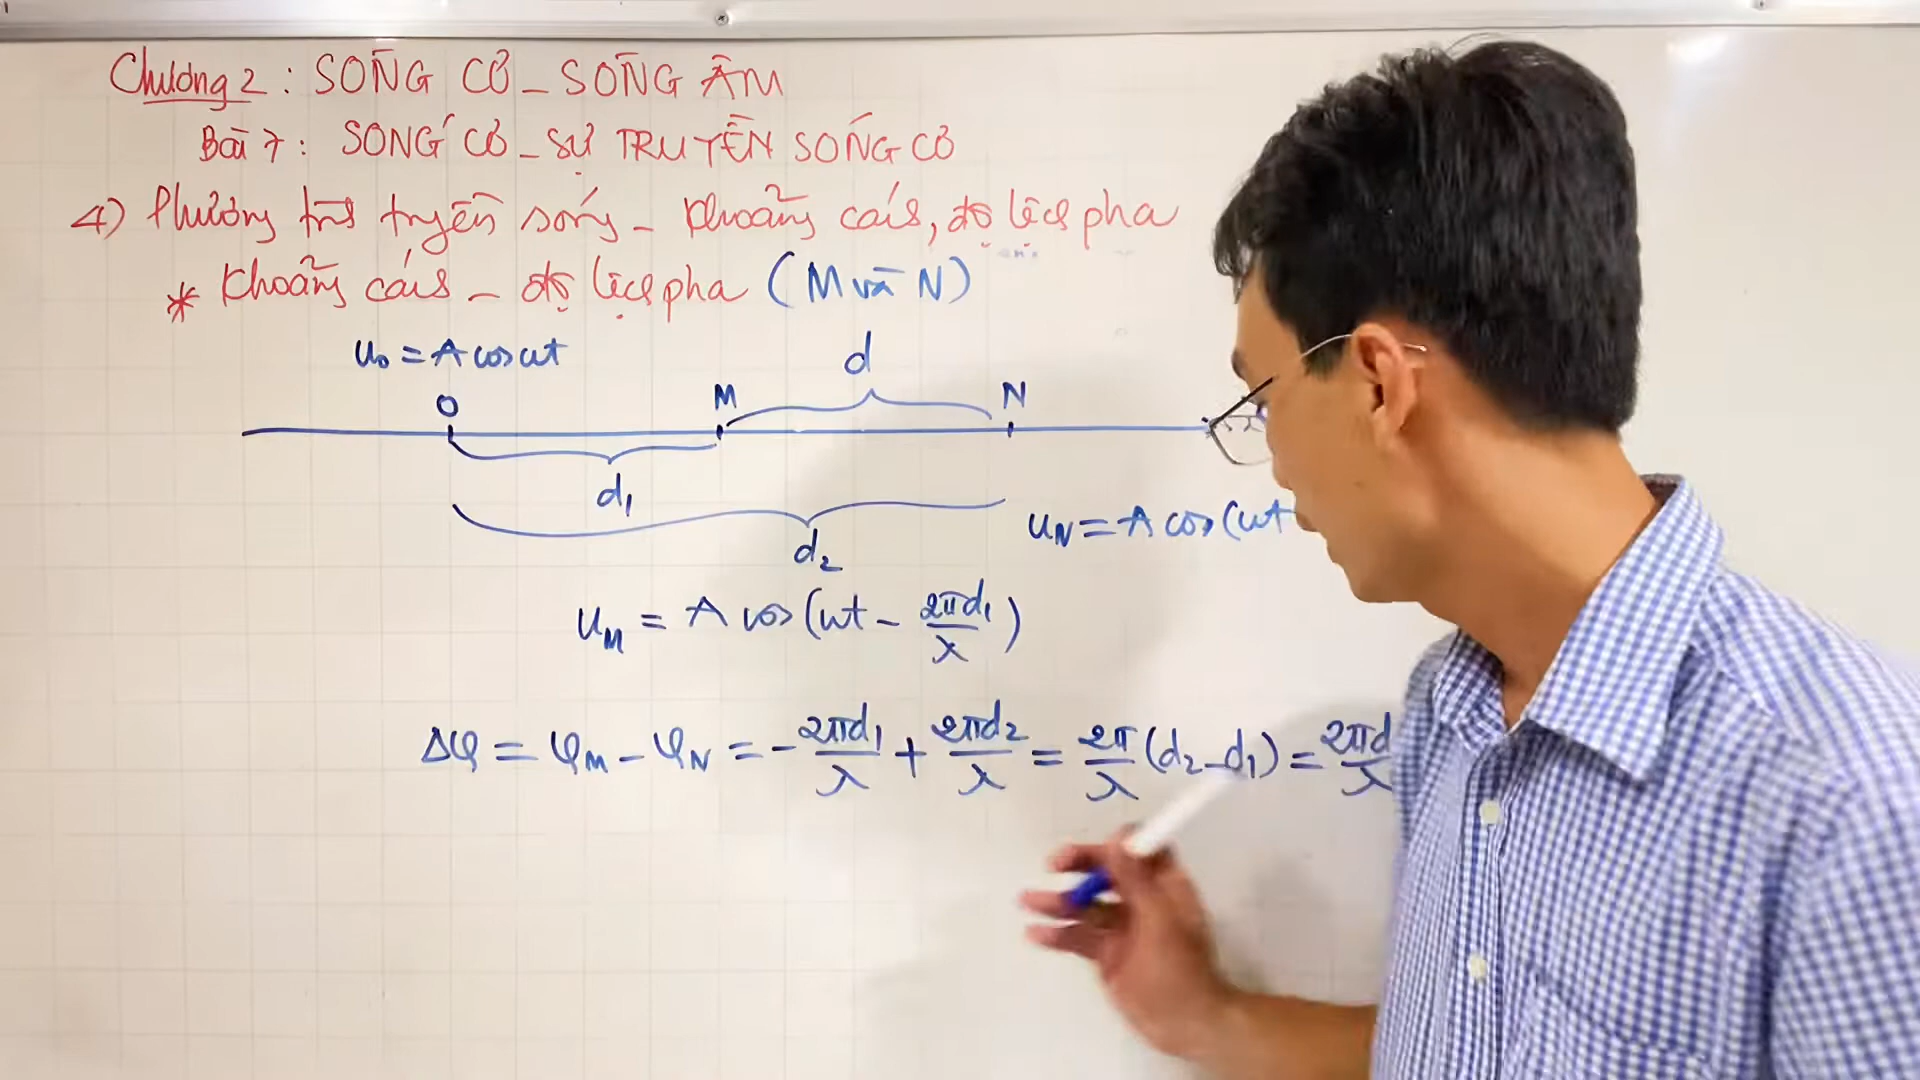 Chương 2 : SÓNG CƠ - SÓNG ÂM
Bài 7 : SÓNG CƠ - SỰ TRUYỀN SÓNG CƠ
4) Phương trình truyền sóng - Khoảng cách, độ lệch pha
* Khoảng cách - độ lệch pha (M và N)
u₀ = A cos ωt
d
O M N
d₁
d₂
u_N = A cos(ωt
u_M = A cos(ωt - 2πd₁/λ)
Δφ = φ_M - φ_N = - 2πd₁/λ + 2πd₂/λ = 2π/λ (d₂ - d₁) = 2πd/λ